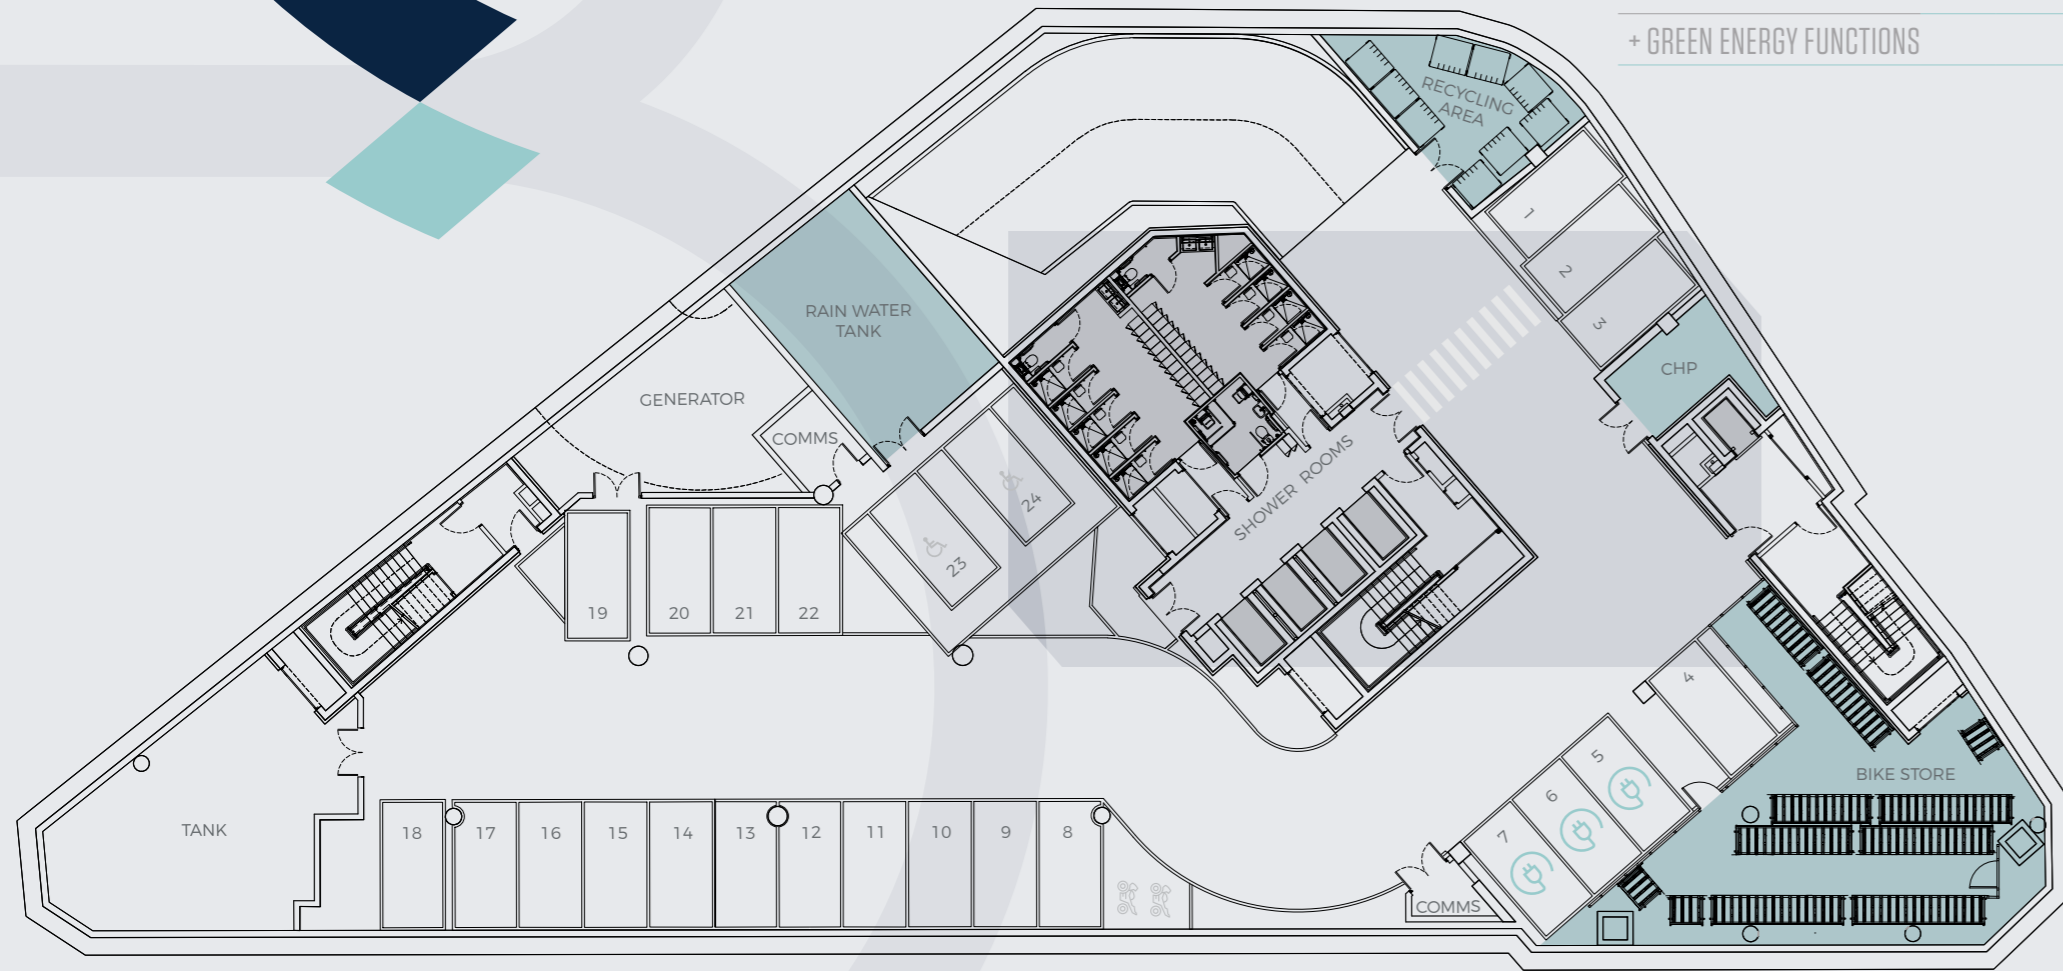 + GREEN ENERGY FUNCTIONS
RECYCLING
AREA
1
2
3
RAIN WATER
TANK
CHP
GENERATOR
COMMS
SHOWER ROOMS
24
23
19
20
21
22
4
5
6
7
BIKE STORE
TANK
18
17
16
15
14
13
12
11
10
9
8
COMMS